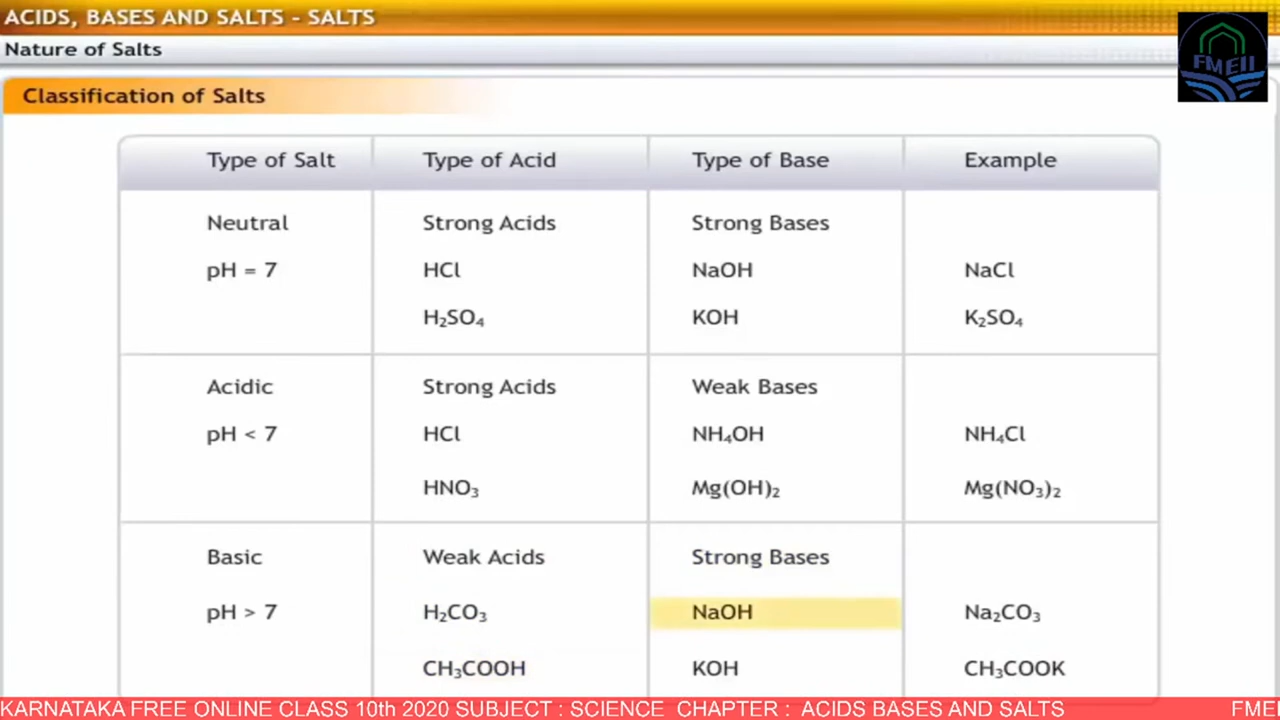 ACIDS, BASES AND SALTS - SALTS
Nature of Salts
FMEII
Classification of Salts
Type of Salt Type of Acid Type of Base Example
Neutral Strong Acids Strong Bases
pH = 7 HCl NaOH NaCl
H₂SO₄ KOH K₂SO₄
Acidic Strong Acids Weak Bases
pH < 7 HCl NH₄OH NH₄Cl
HNO₃ Mg(OH)₂ Mg(NO₃)₂
Basic Weak Acids Strong Bases
pH > 7 H₂CO₃ NaOH Na₂CO₃
CH₃COOH KOH CH₃COOK
KARNATAKA FREE ONLINE CLASS 10th 2020 SUBJECT : SCIENCE CHAPTER : ACIDS BASES AND SALTS FME